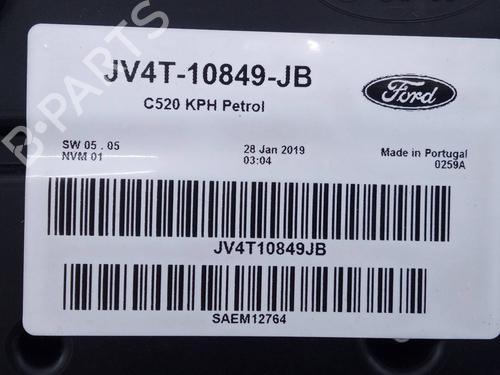 JV4T-10849-JB
C520 KPH Petrol
Ford
SW 05 . 05
NVM 01
28 Jan 2019
03:04
Made in Portugal
0259A
JV4T10849JB
SAEM12764
B-PARTS